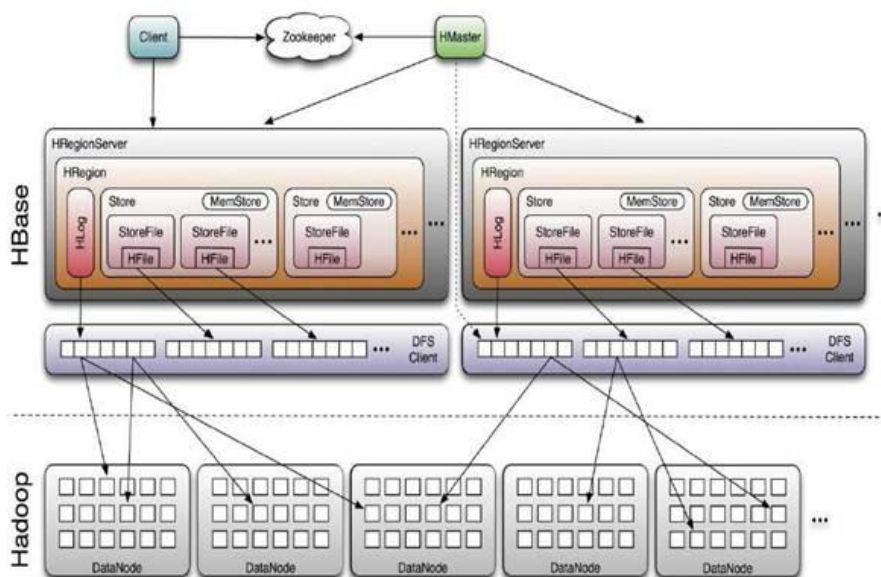 Client
Zookeeper
HMaster
HBase
HRegionServer
HRegion
HLog
Store
MemStore
StoreFile
HFile
StoreFile
HFile
...
Store
MemStore
StoreFile
HFile
...
...
HRegionServer
HRegion
HLog
Store
MemStore
StoreFile
HFile
StoreFile
HFile
...
Store
MemStore
StoreFile
HFile
...
...
...
DFS
Client
...
DFS
Client
Hadoop
DataNode
DataNode
DataNode
DataNode
DataNode
...